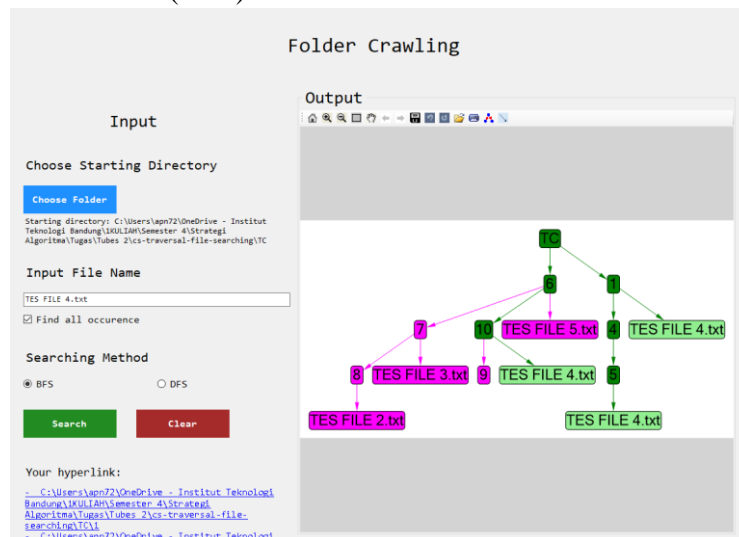 Folder Crawling
Input
Choose Starting Directory
Choose Folder
Starting directory: C:\Users\apn72\OneDrive - Institut
Teknologi Bandung\1KULIAH\Semester 4\Strategi
Algoritma\Tugas\Tubes 2\cs-traversal-file-searching\TC
Input File Name
TES FILE 4.txt
Find all occurence
Searching Method
BFS
DFS
Search
Clear
Your hyperlink:
- C:\Users\apn72\OneDrive - Institut Teknologi
Bandung\1KULIAH\Semester 4\Strategi
Algoritma\Tugas\Tubes 2\cs-traversal-file-
searching\TC\1
- C:\Users\apn72\OneDrive - Institut Teknologi
Output
TC
6
1
7
10
TES FILE 5.txt
4
TES FILE 4.txt
8
TES FILE 3.txt
9
TES FILE 4.txt
5
TES FILE 2.txt
TES FILE 4.txt